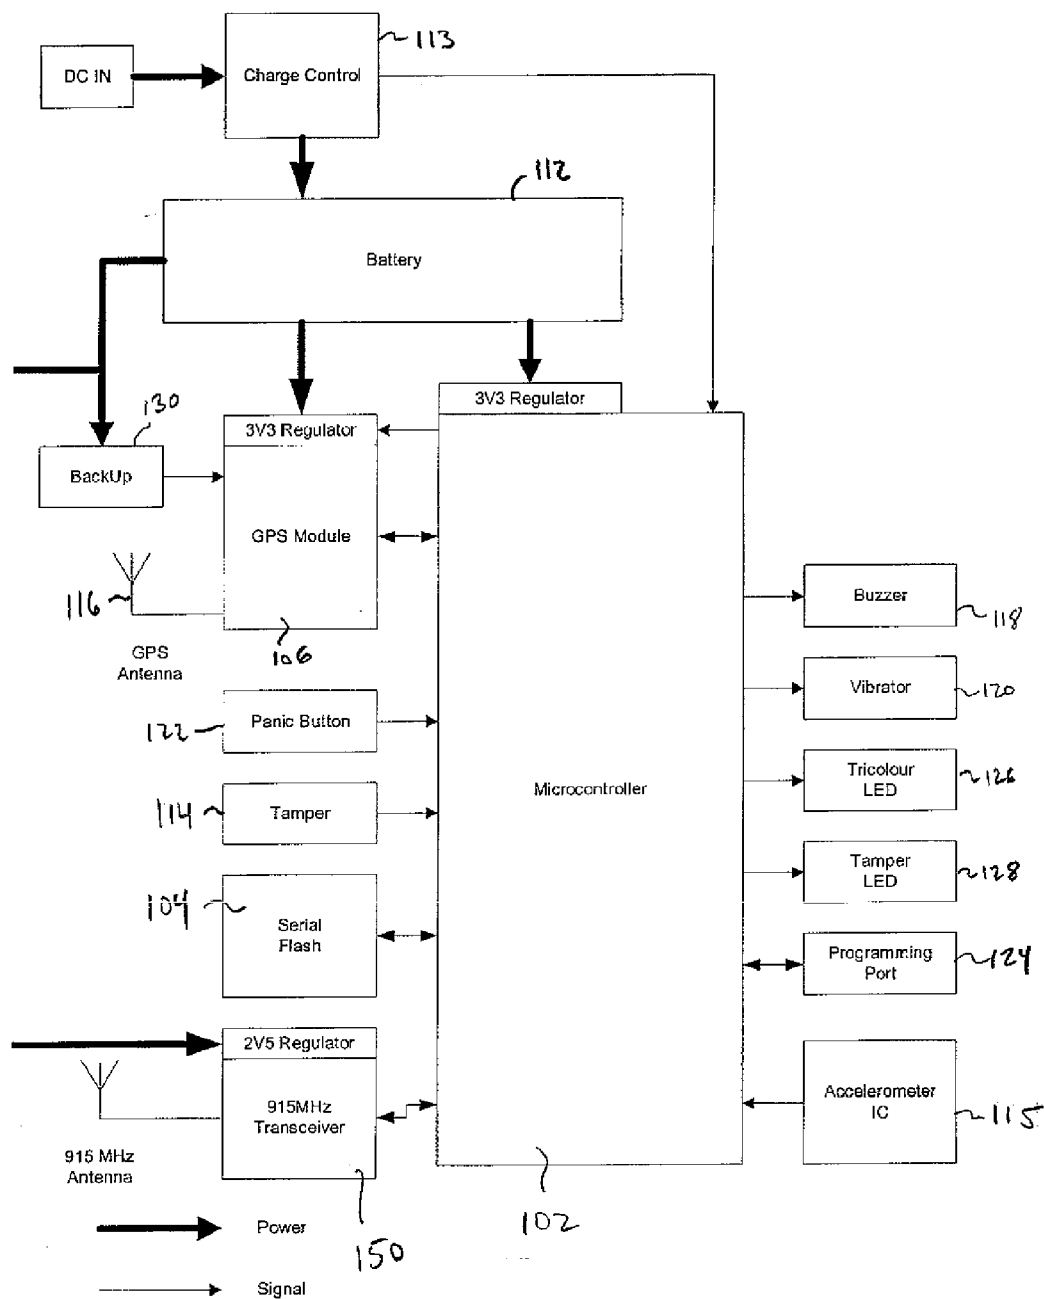 113
DC IN
Charge Control
112
Battery
130
3V3 Regulator
3V3 Regulator
BackUp
GPS Module
116
106
GPS
Antenna
Buzzer
118
Vibrator
120
122
Panic Button
Tricolour
LED
126
Microcontroller
114
Tamper
Tamper
LED
128
104
Serial
Flash
Programming
Port
124
2V5 Regulator
915MHz
Transceiver
Accelerometer
IC
115
915 MHz
Antenna
102
150
Power
Signal